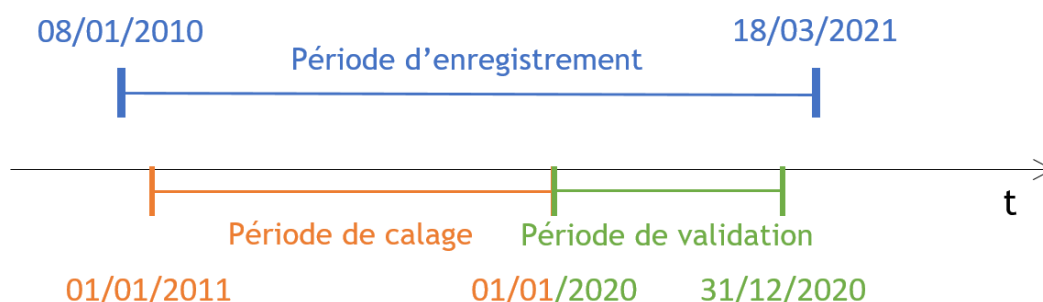 08/01/2010
18/03/2021
Période d’enregistrement
t
Période de calage
Période de validation
01/01/2011
01/01/2020
31/12/2020